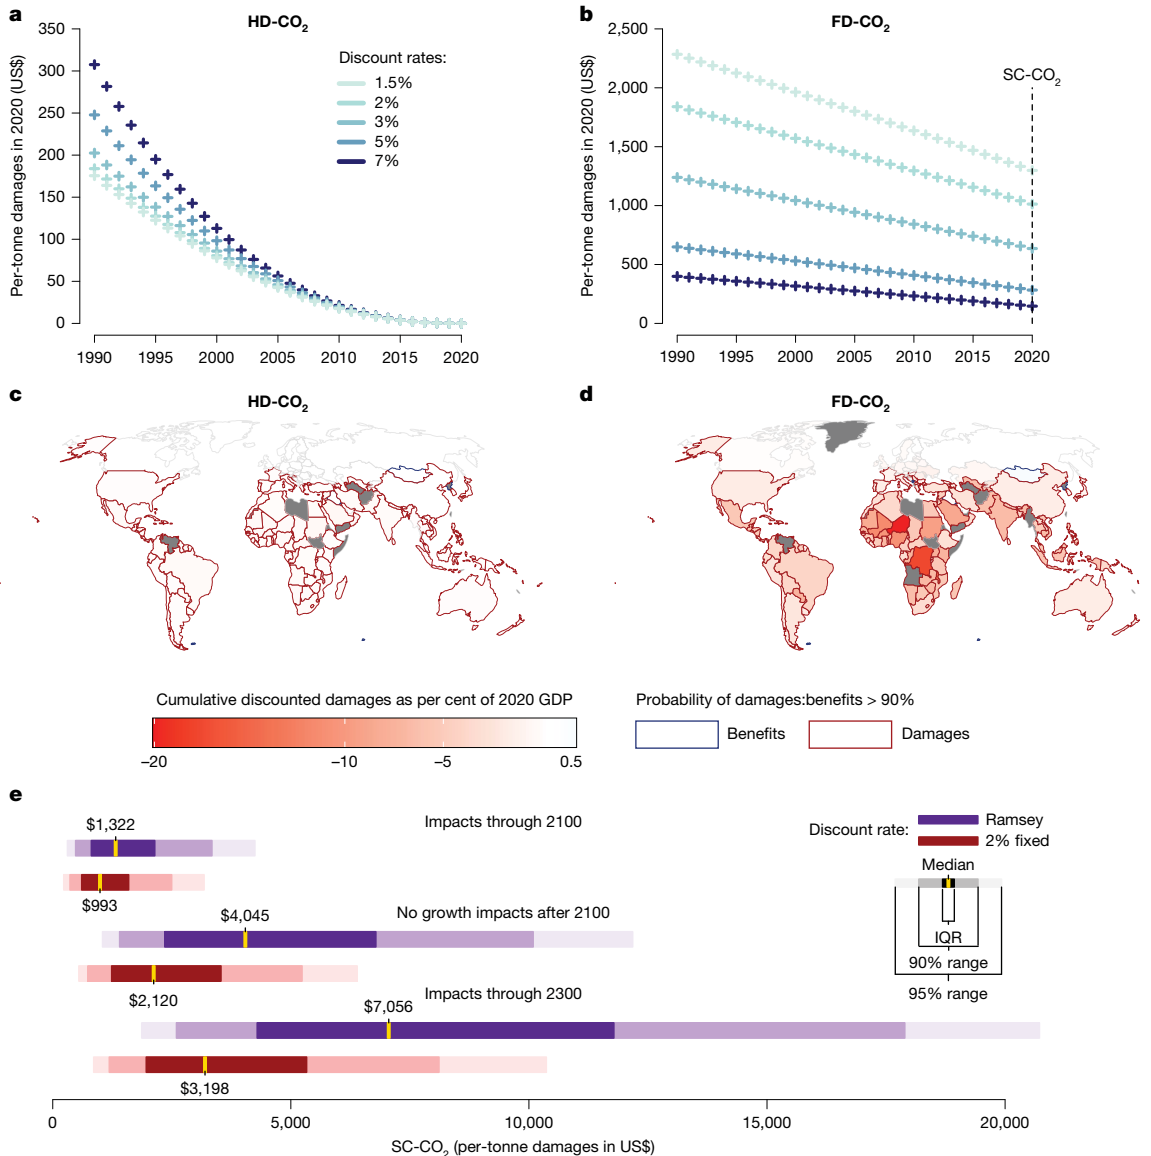 a
HD-CO₂
Per-tonne damages in 2020 (US$)
350
300
250
200
150
100
50
0
Discount rates:
1.5%
2%
3%
5%
7%
1990 1995 2000 2005 2010 2015 2020
b
FD-CO₂
Per-tonne damages in 2020 (US$)
2,500
2,000
1,500
1,000
500
0
SC-CO₂
1990 1995 2000 2005 2010 2015 2020
c
HD-CO₂
d
FD-CO₂
Cumulative discounted damages as per cent of 2020 GDP
–20 –10 –5 0.5
Probability of damages:benefits > 90%
Benefits
Damages
e
$1,322
Impacts through 2100
$993
$4,045
No growth impacts after 2100
$2,120
Impacts through 2300
$7,056
$3,198
Discount rate:
Ramsey
2% fixed
Median
IQR
90% range
95% range
0 5,000 10,000 15,000 20,000
SC-CO₂ (per-tonne damages in US$)